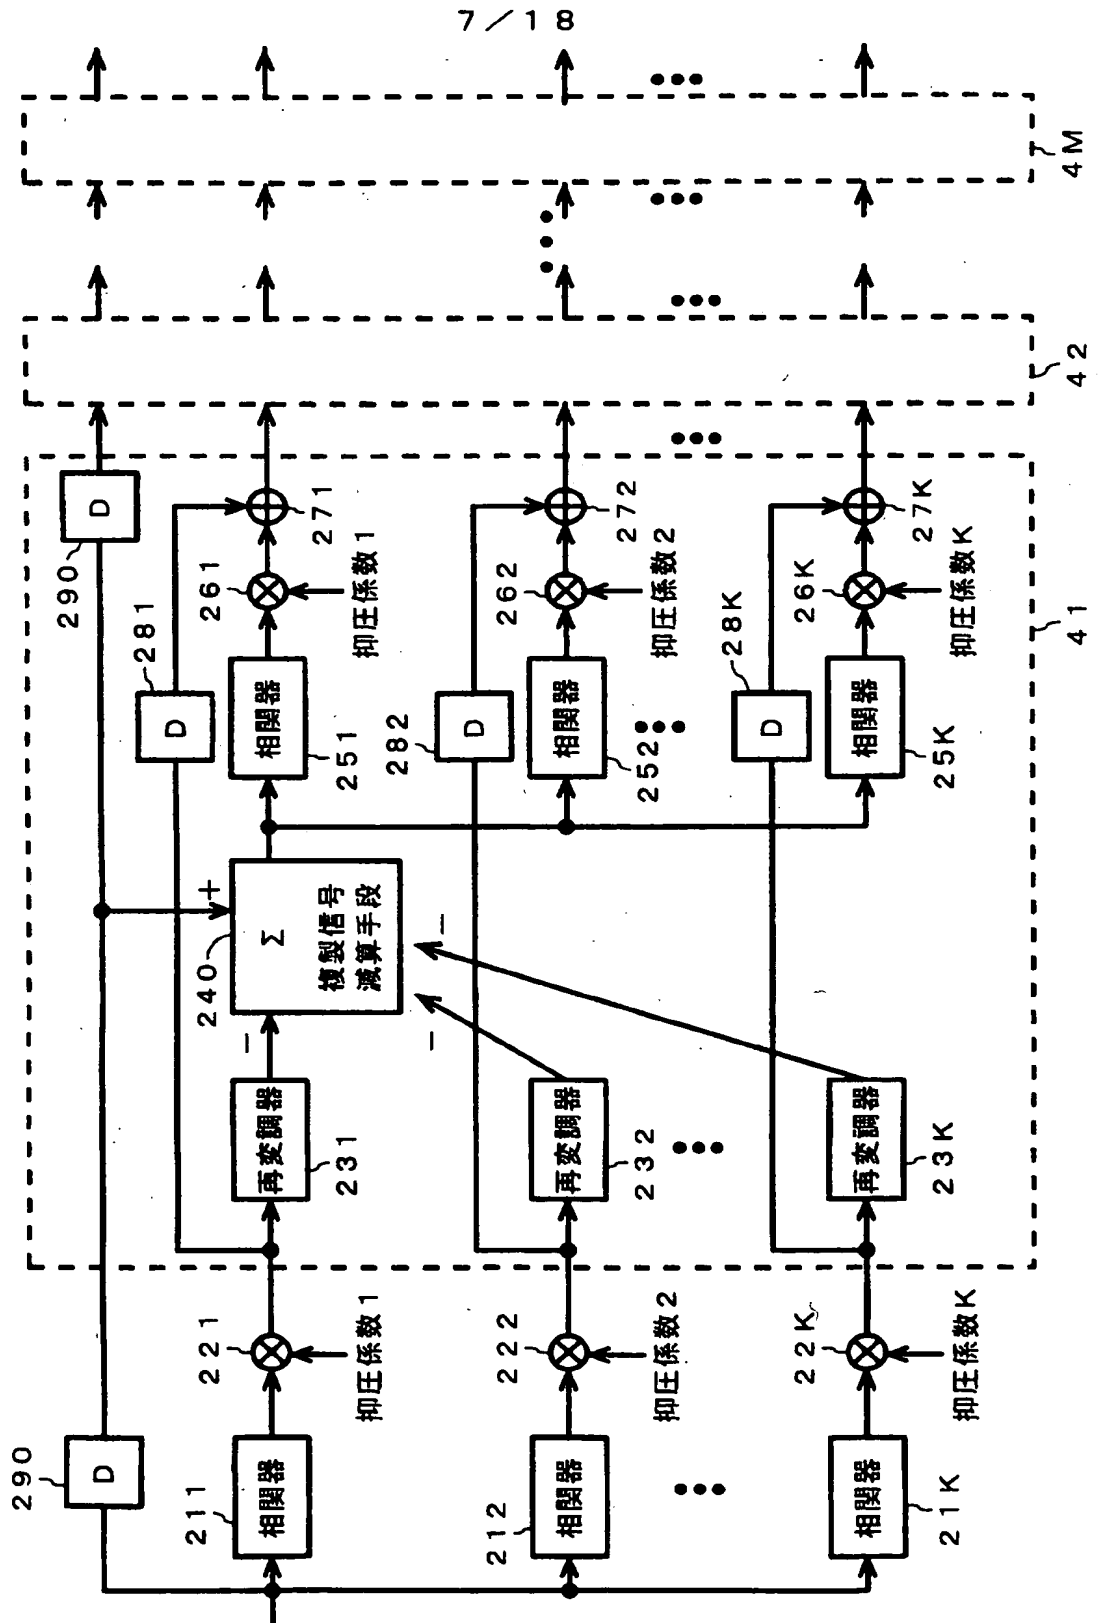 7/18
290
D
211
相関器
221
抑圧係数1
212
相関器
222
抑圧係数2
21K
相関器
22K
抑圧係数K
231
再変調器
232
再変調器
23K
再変調器
−
−
−
+
240
Σ
複製信号
減算手段
290
D
281
D
251
相関器
261
抑圧係数1
271
282
D
252
相関器
262
抑圧係数2
272
28K
D
25K
相関器
26K
抑圧係数K
27K
41
42
4M